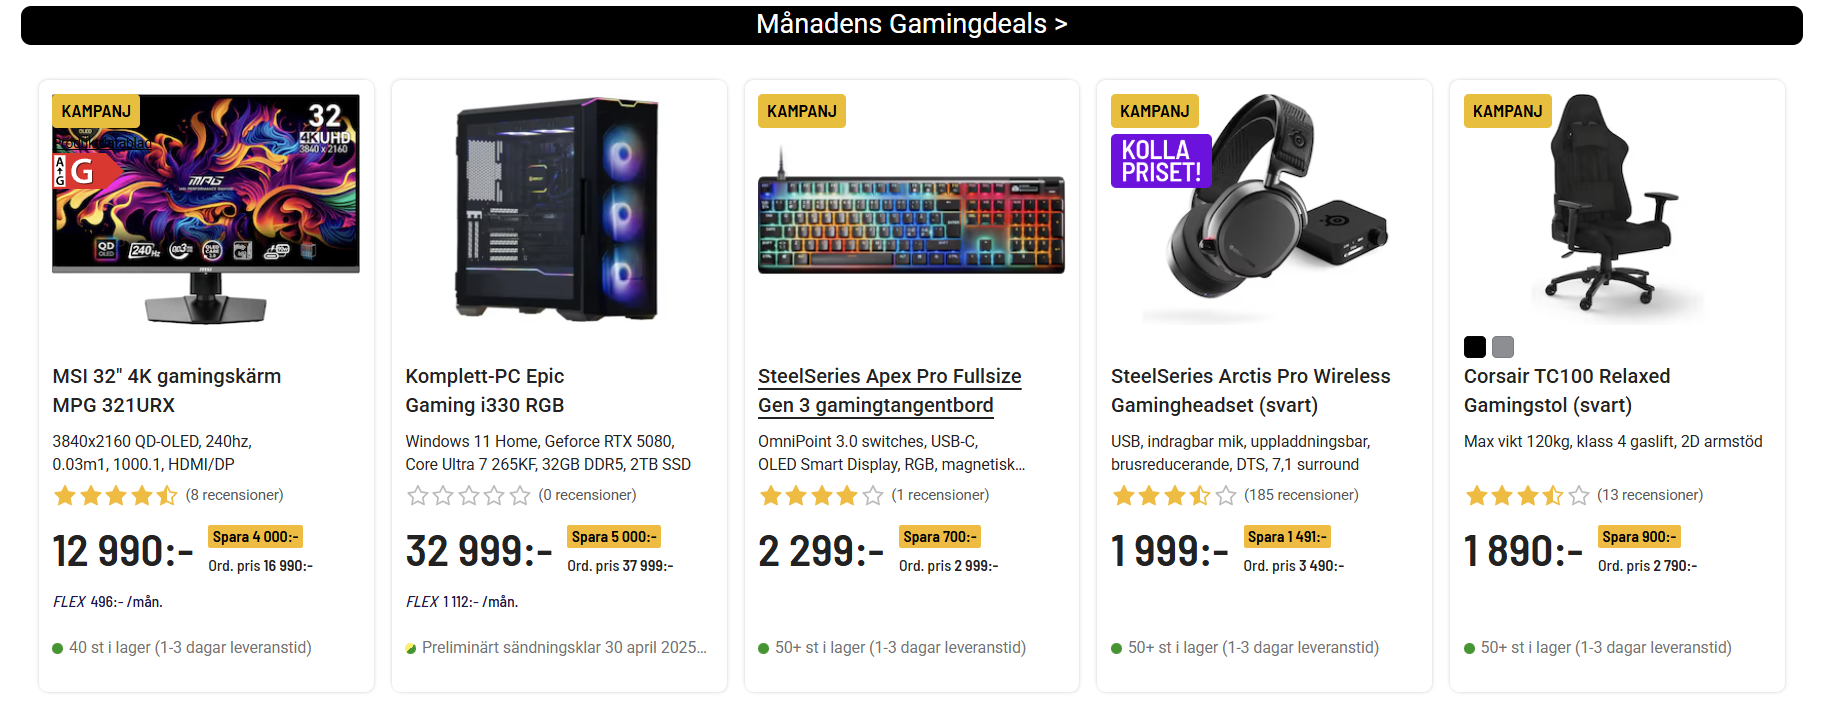 Månadens Gamingdeals >
KAMPANJ
32
4K UHD
3840 x 2160
OLED
Produktdatablad
A
G
G
MPG
QD
OLED
240Hz
msi
MSI 32" 4K gamingskärm
MPG 321URX
3840x2160 QD-OLED, 240hz,
0.03m1, 1000.1, HDMI/DP
(8 recensioner)
12 990:-
Spara 4 000:-
Ord. pris 16 990:-
FLEX 496:- /mån.
40 st i lager (1-3 dagar leveranstid)
Komplett-PC Epic
Gaming i330 RGB
Windows 11 Home, Geforce RTX 5080,
Core Ultra 7 265KF, 32GB DDR5, 2TB SSD
(0 recensioner)
32 999:-
Spara 5 000:-
Ord. pris 37 999:-
FLEX 1 112:- /mån.
Preliminärt sändningsklar 30 april 2025...
KAMPANJ
SteelSeries Apex Pro Fullsize
Gen 3 gamingtangentbord
OmniPoint 3.0 switches, USB-C,
OLED Smart Display, RGB, magnetisk...
(1 recensioner)
2 299:-
Spara 700:-
Ord. pris 2 999:-
50+ st i lager (1-3 dagar leveranstid)
KAMPANJ
KOLLA
PRISET!
SteelSeries Arctis Pro Wireless
Gamingheadset (svart)
USB, indragbar mik, uppladdningsbar,
brusreducerande, DTS, 7,1 surround
(185 recensioner)
1 999:-
Spara 1 491:-
Ord. pris 3 490:-
50+ st i lager (1-3 dagar leveranstid)
KAMPANJ
Corsair TC100 Relaxed
Gamingstol (svart)
Max vikt 120kg, klass 4 gaslift, 2D armstöd
(13 recensioner)
1 890:-
Spara 900:-
Ord. pris 2 790:-
50+ st i lager (1-3 dagar leveranstid)